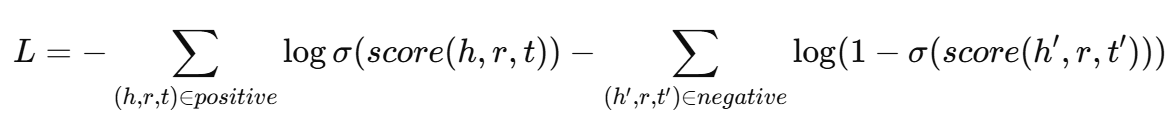 L = − ∑_{(h,r,t)∈positive} log σ(score(h, r, t)) − ∑_{(h′,r,t′)∈negative} log(1 − σ(score(h′, r, t′)))